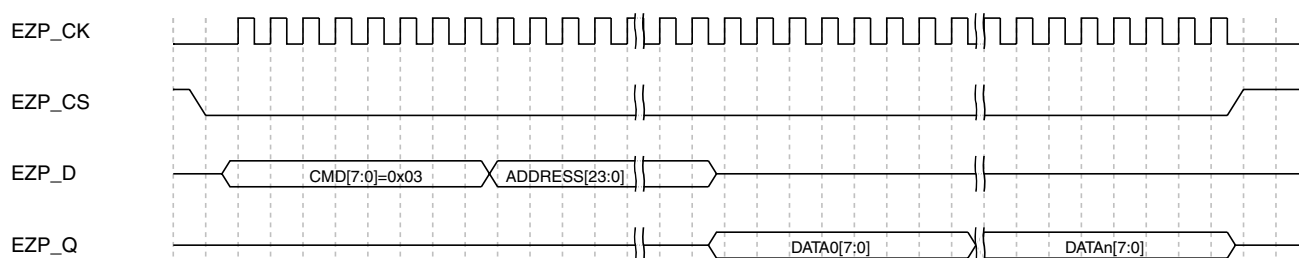 EZP_CK
EZP_CS
EZP_D CMD[7:0]=0x03 ADDRESS[23:0]
EZP_Q DATA0[7:0] DATAn[7:0]